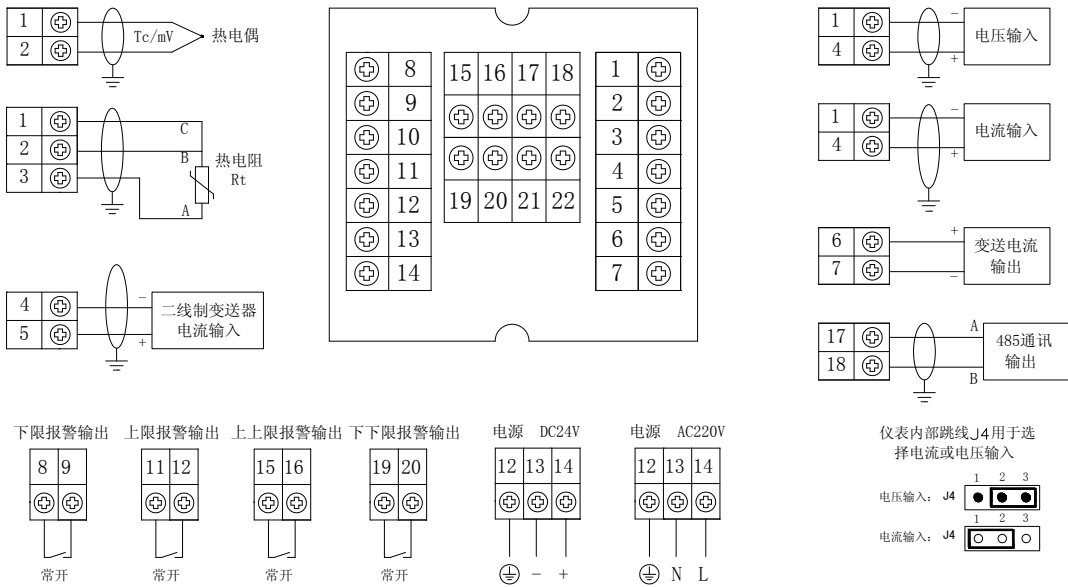 1
2
Tc/mV
热电偶
1
2
3
C
B
A
热电阻
Rt
4
5
-
+
二线制变送器
电流输入
8
9
10
11
12
13
14
15 16 17 18
19 20 21 22
1
2
3
4
5
6
7
1
4
-
+
电压输入
1
4
-
+
电流输入
6
7
+
-
变送电流
输出
17
18
A
B
485通讯
输出
下限报警输出
8 9
常开
上限报警输出
11 12
常开
上上限报警输出
15 16
常开
下下限报警输出
19 20
常开
电源 DC24V
12 13 14
- +
电源 AC220V
12 13 14
N L
仪表内部跳线J4用于选
择电流或电压输入
1 2 3
电压输入: J4
1 2 3
电流输入: J4